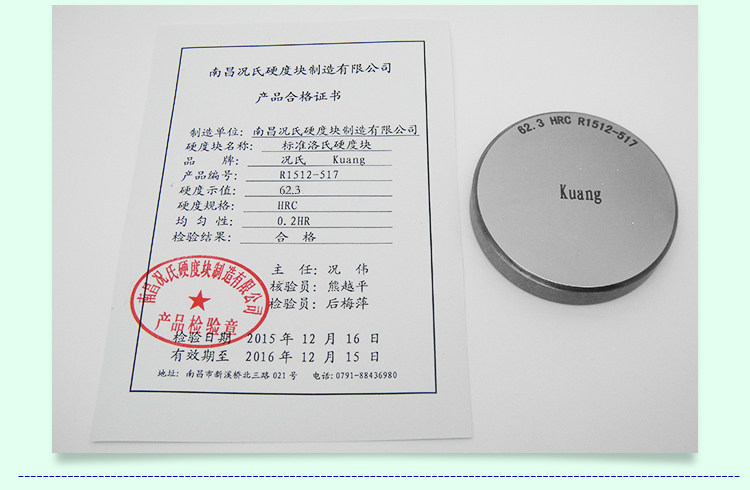 南昌况氏硬度块制造有限公司
产品合格证书
制造单位: 南昌况氏硬度块制造有限公司
硬度块名称: 标准洛氏硬度块
品 牌: 况氏 Kuang
产品编号: R1512-517
硬度示值: 62.3
硬度规格: HRC
均 匀 性: 0.2HR
检验结果: 合 格
主 任: 况 伟
核验员: 熊越平
检验员: 后梅萍
南昌况氏硬度块制造有限公司
产品检验章
检验日期 2015 年 12 月 16 日
有效期至 2016 年 12 月 15 日
地址: 南昌市新溪桥北三路 021 号 电话: 0791-88436980
62.3 HRC R1512-517
Kuang